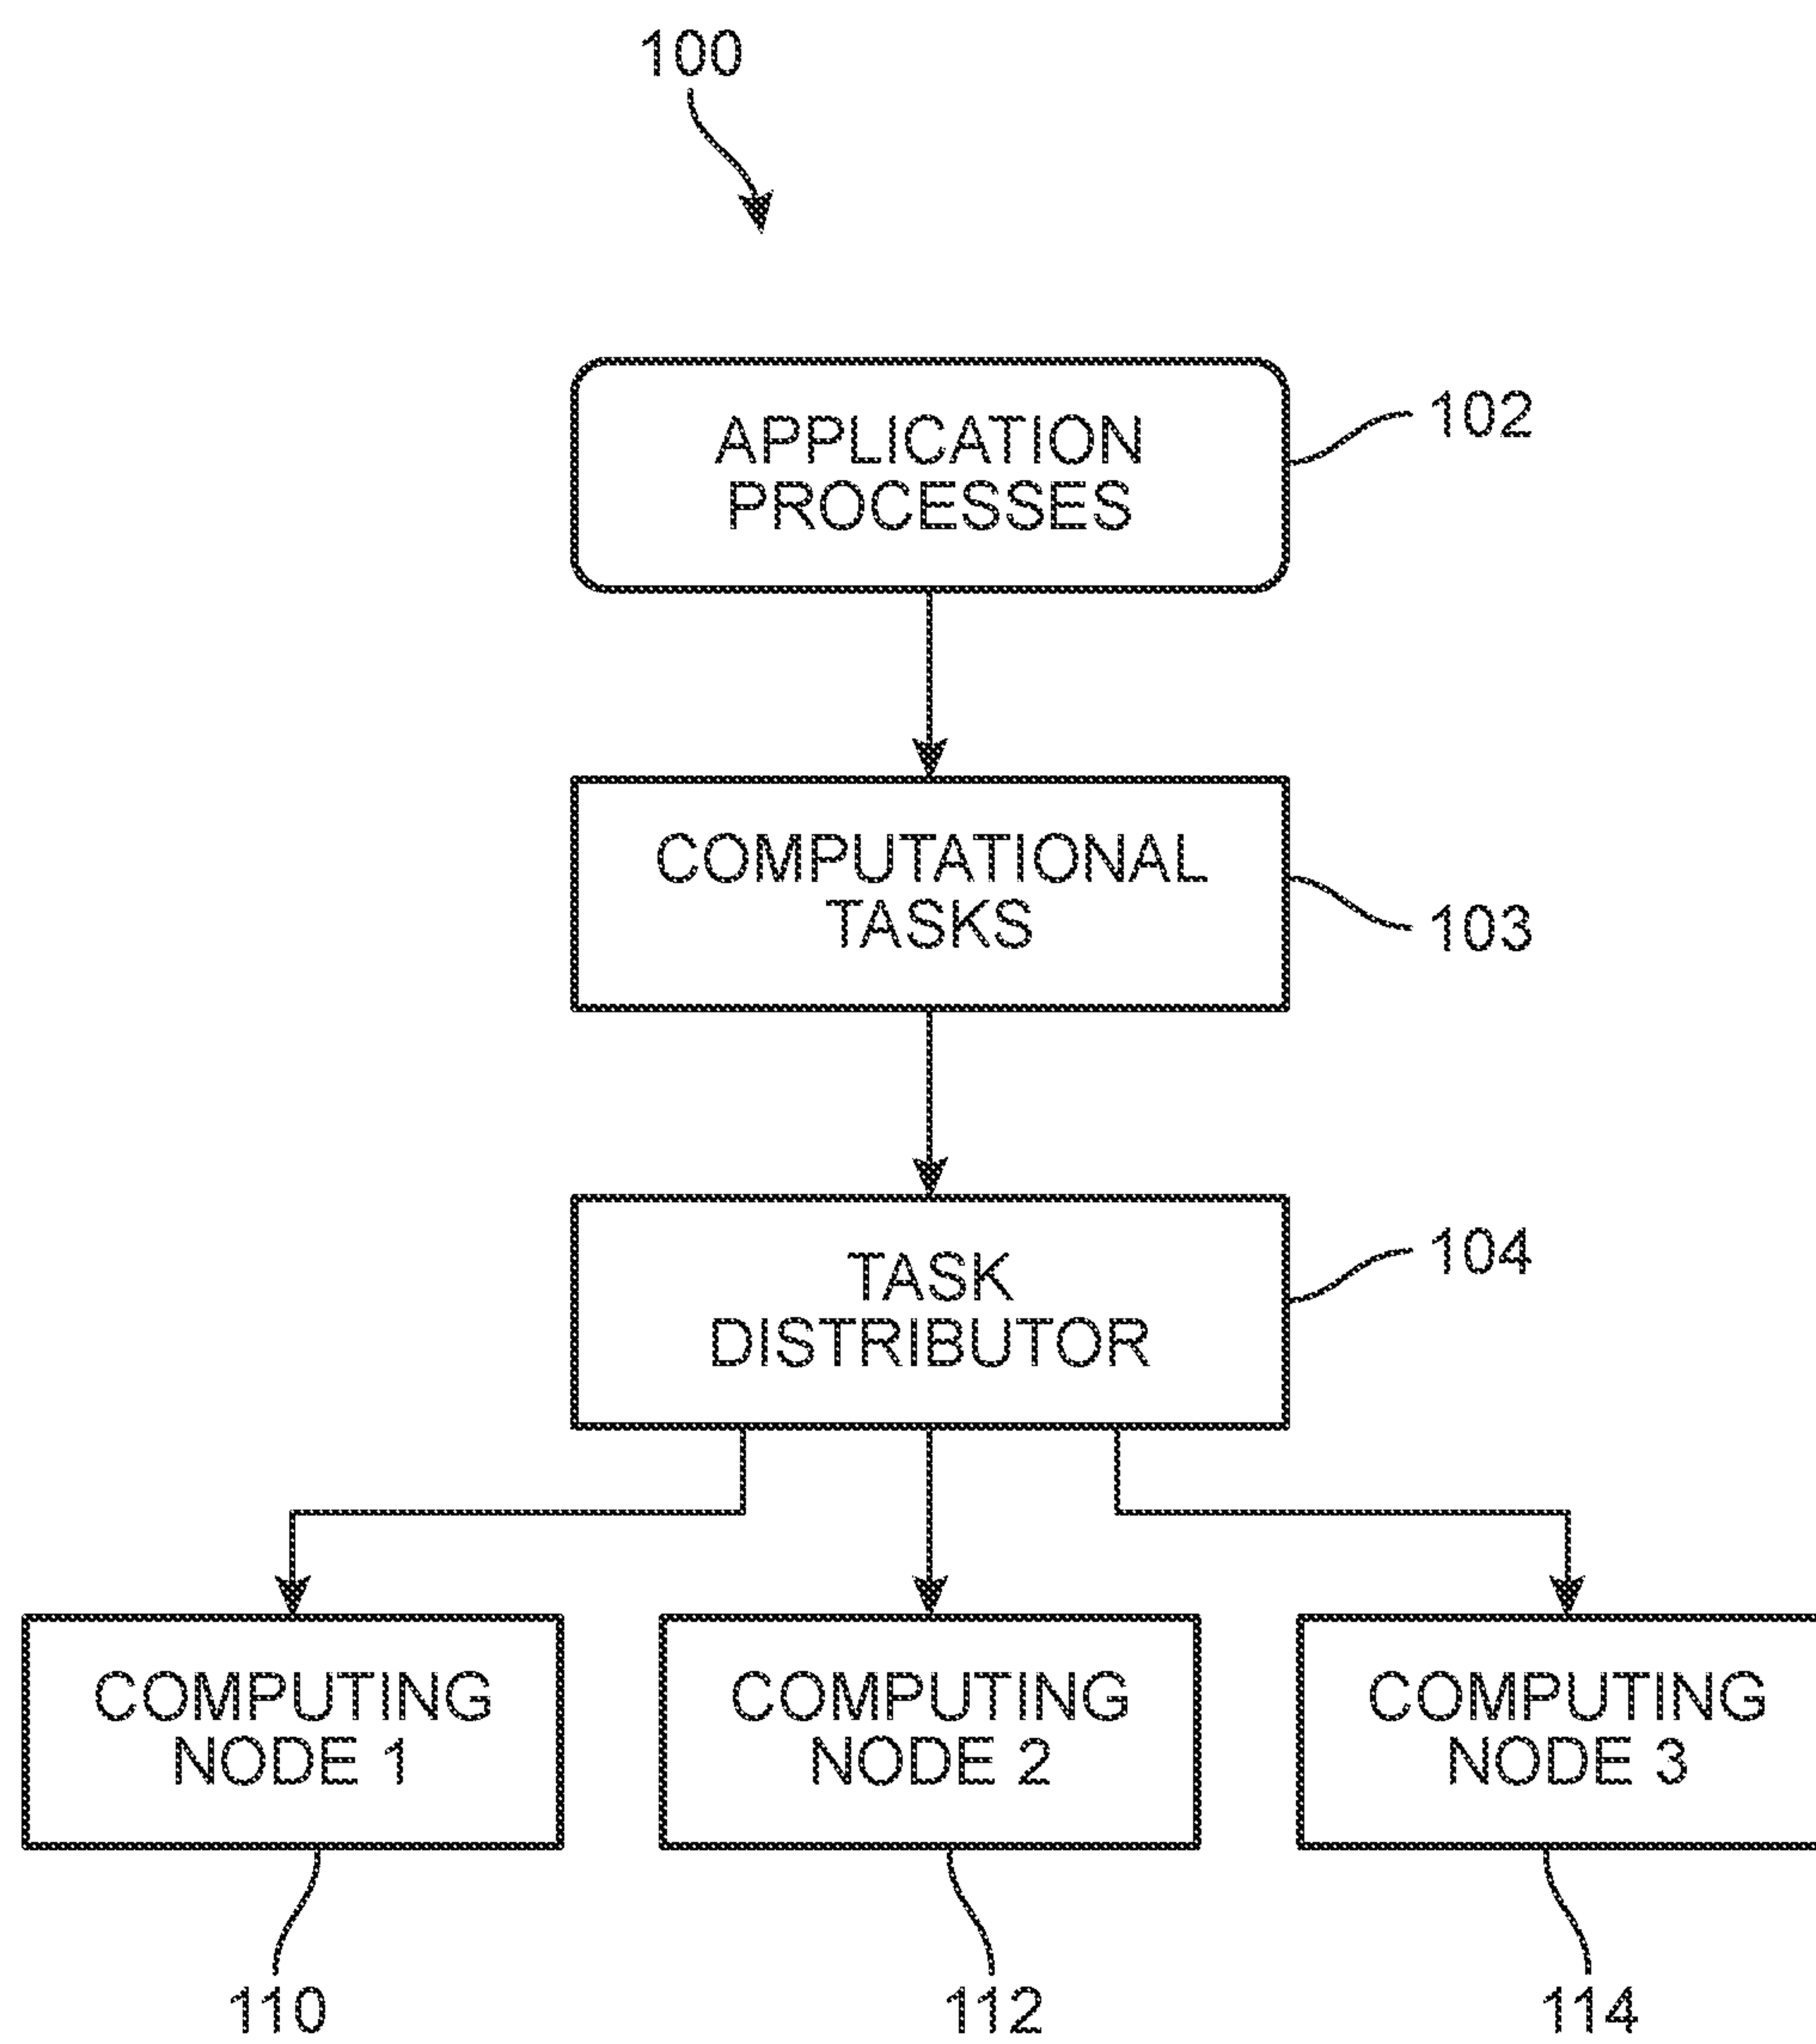 100
APPLICATION
PROCESSES
102
COMPUTATIONAL
TASKS
103
TASK
DISTRIBUTOR
104
COMPUTING
NODE 1
COMPUTING
NODE 2
COMPUTING
NODE 3
110
112
114